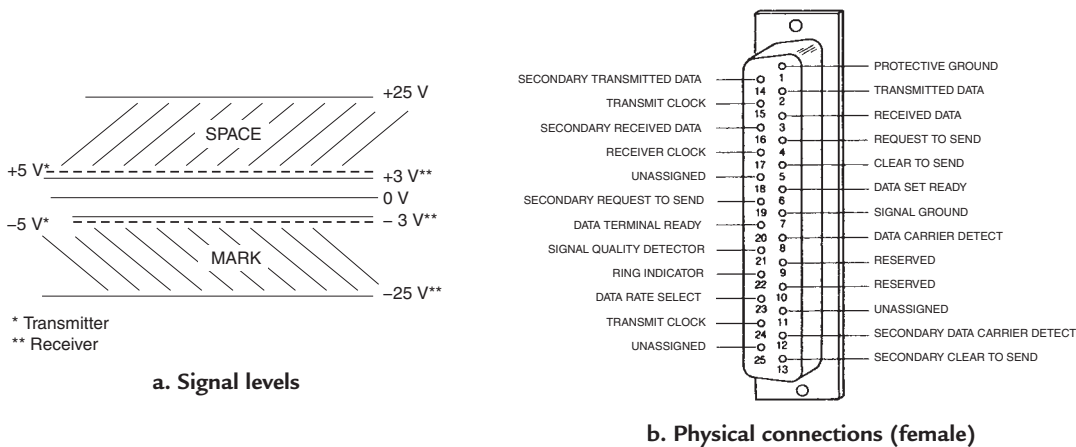 +25 V
SPACE
+5 V*
+3 V**
0 V
–5 V*
– 3 V**
MARK
–25 V**
* Transmitter
** Receiver
a. Signal levels
SECONDARY TRANSMITTED DATA
TRANSMIT CLOCK
SECONDARY RECEIVED DATA
RECEIVER CLOCK
UNASSIGNED
SECONDARY REQUEST TO SEND
DATA TERMINAL READY
SIGNAL QUALITY DETECTOR
RING INDICATOR
DATA RATE SELECT
TRANSMIT CLOCK
UNASSIGNED
14
15
16
17
18
19
20
21
22
23
24
25
1
2
3
4
5
6
7
8
9
10
11
12
13
PROTECTIVE GROUND
TRANSMITTED DATA
RECEIVED DATA
REQUEST TO SEND
CLEAR TO SEND
DATA SET READY
SIGNAL GROUND
DATA CARRIER DETECT
RESERVED
RESERVED
UNASSIGNED
SECONDARY DATA CARRIER DETECT
SECONDARY CLEAR TO SEND
b. Physical connections (female)